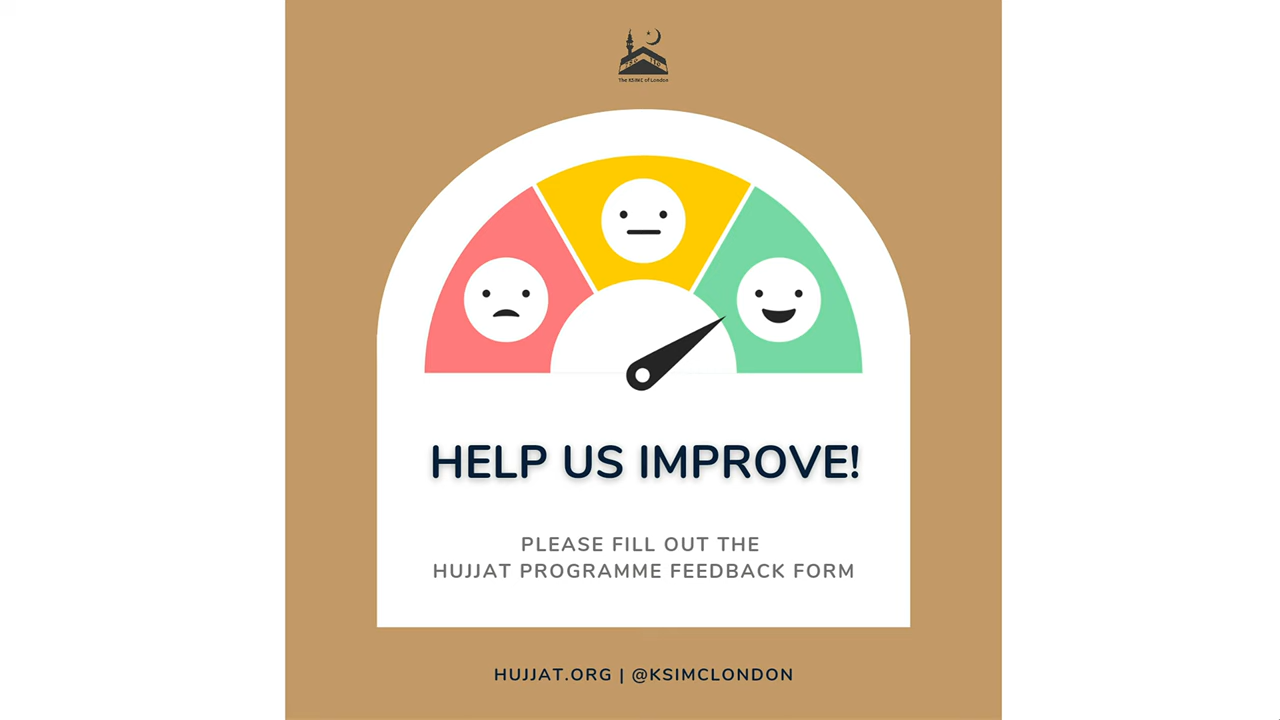 The KSIMC of London
HELP US IMPROVE!
PLEASE FILL OUT THE
HUJJAT PROGRAMME FEEDBACK FORM
HUJJAT.ORG | @KSIMCLONDON